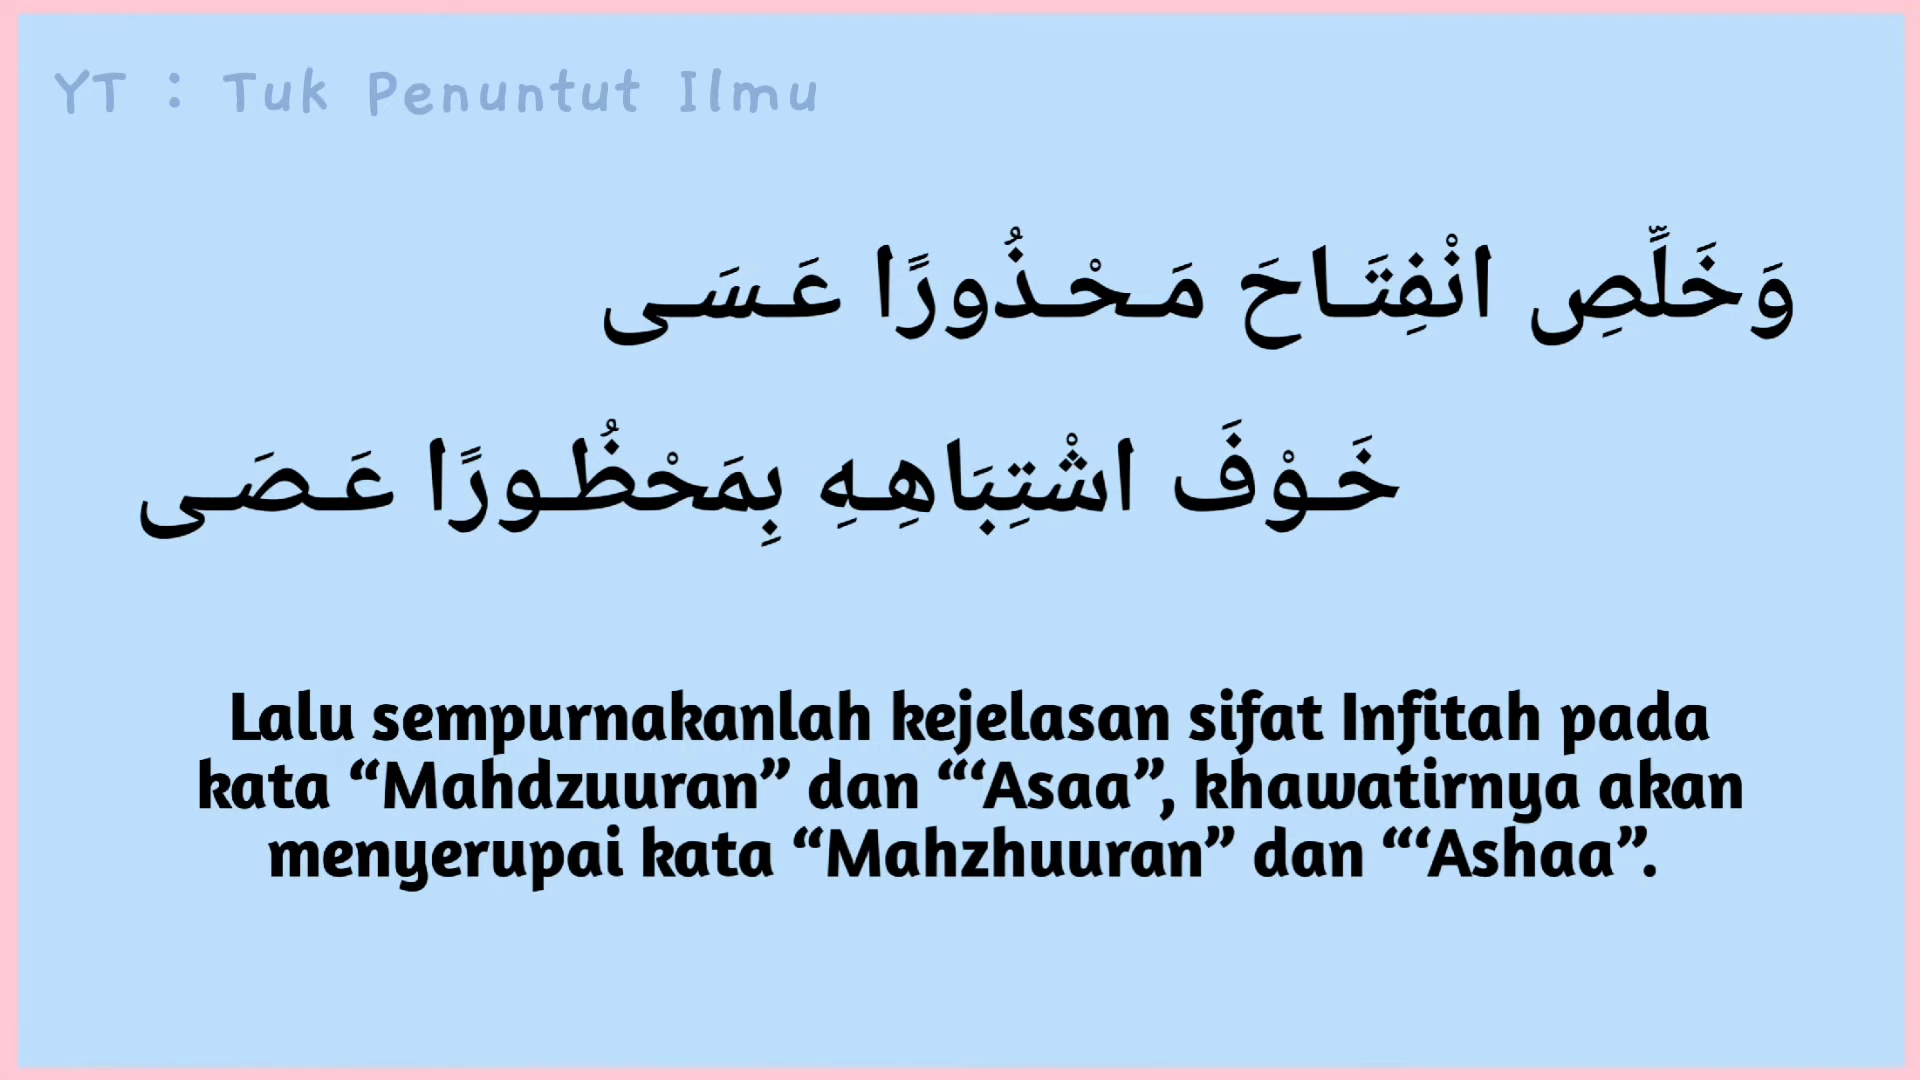 YT : Tuk Penuntut Ilmu
وَخَلِّصِ انْفِتَاحَ مَحْذُورًا عَسَى
خَوْفَ اشْتِبَاهِهِ بِمَحْظُورًا عَصَى
Lalu sempurnakanlah kejelasan sifat Infitah pada
kata “Mahdzuuran” dan “‘Asaa”, khawatirnya akan
menyerupai kata “Mahzhuuran” dan “‘Ashaa”.